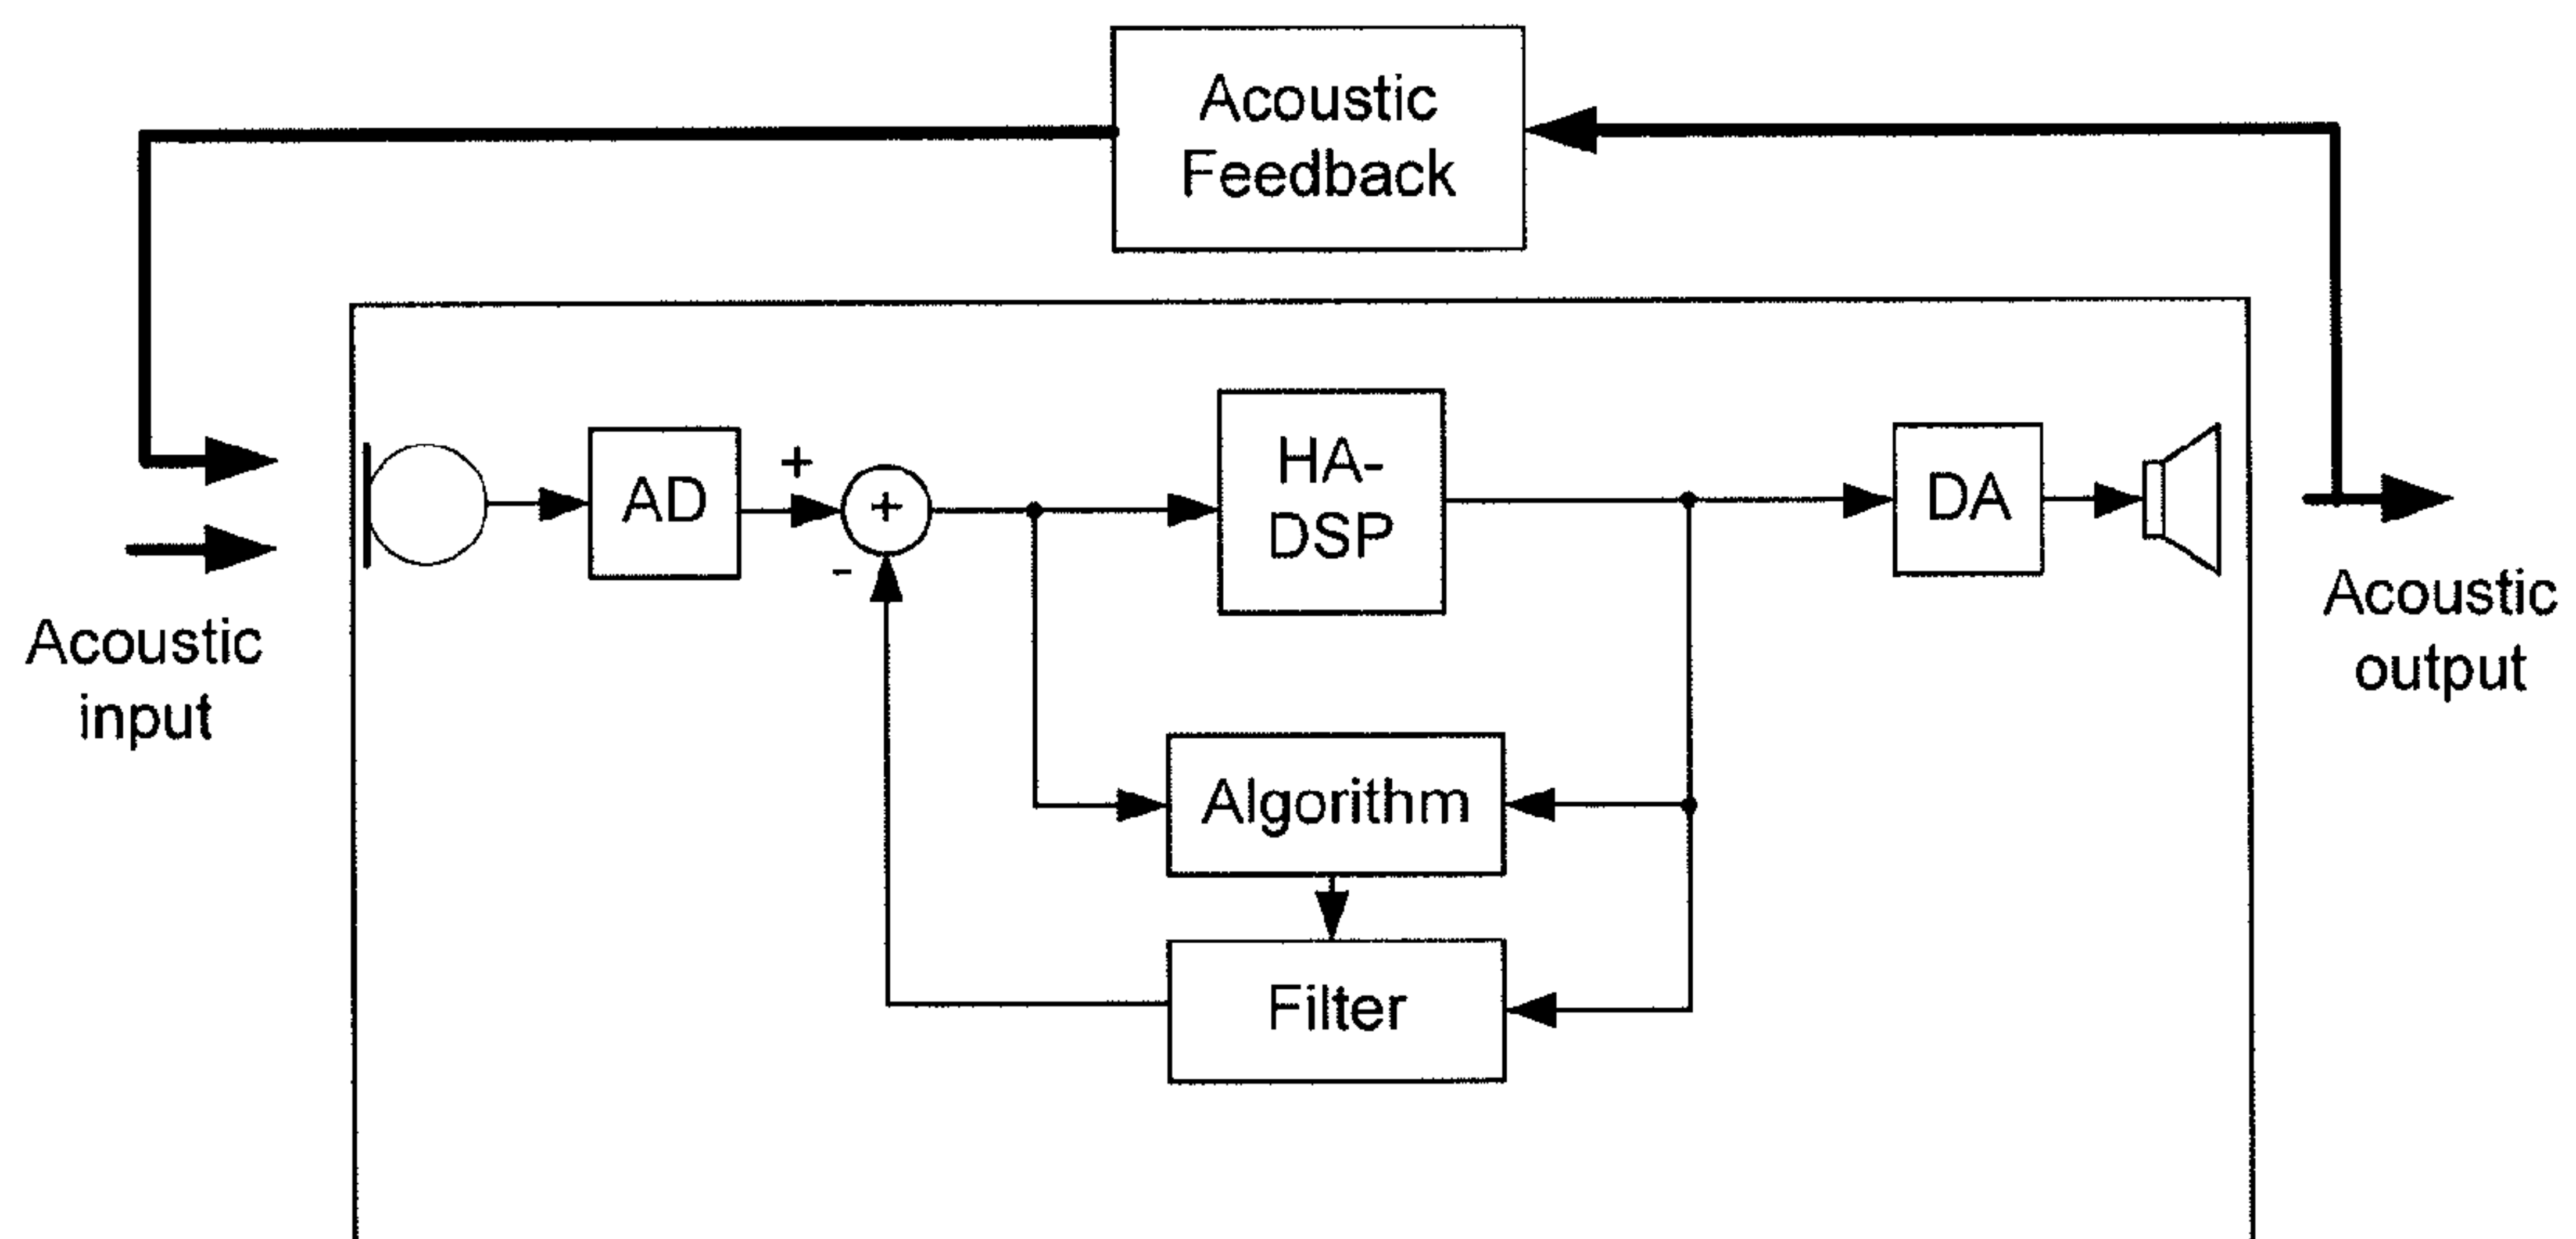 Acoustic
Feedback
AD
+
+
-
HA-
DSP
DA
Acoustic
input
Acoustic
output
Algorithm
Filter